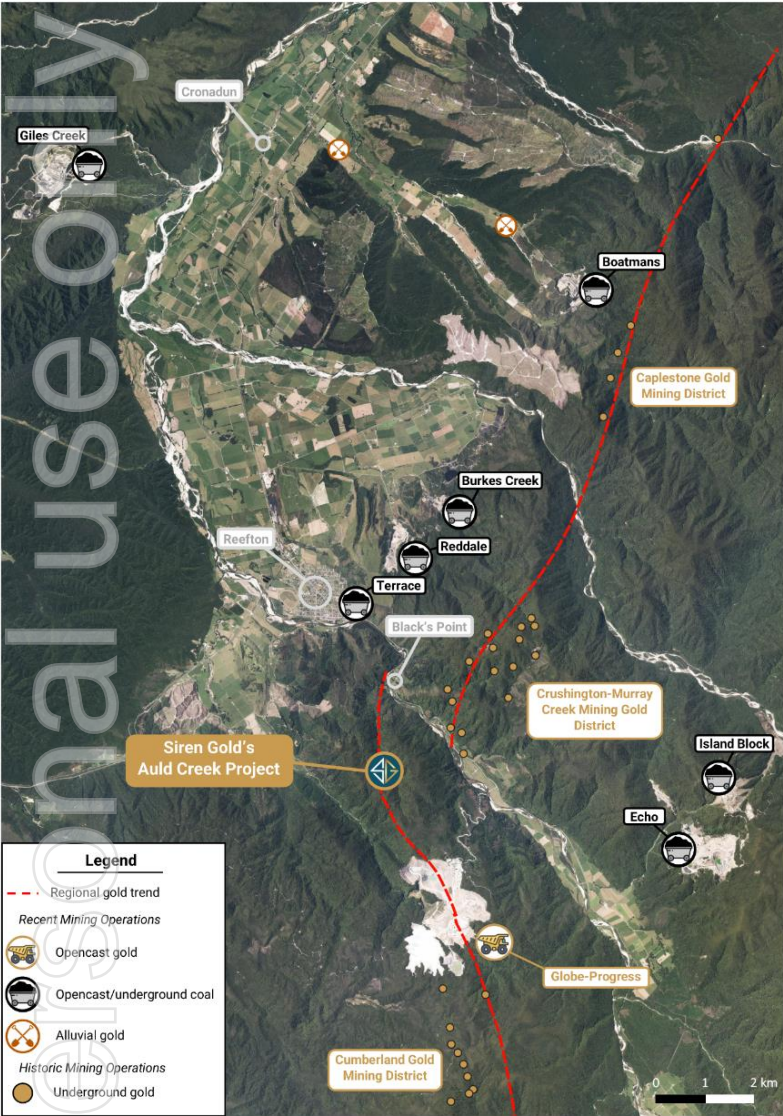 ersonal use only
Cronadun
Giles Creek
Boatmans
Caplestone Gold
Mining District
Burkes Creek
Reddale
Reefton
Terrace
Black's Point
Crushington-Murray
Creek Mining Gold
District
Siren Gold's
Auld Creek Project
Island Block
Echo
Globe-Progress
Cumberland Gold
Mining District
Legend
Regional gold trend
Recent Mining Operations
Opencast gold
Opencast/underground coal
Alluvial gold
Historic Mining Operations
Underground gold
0 1 2 km